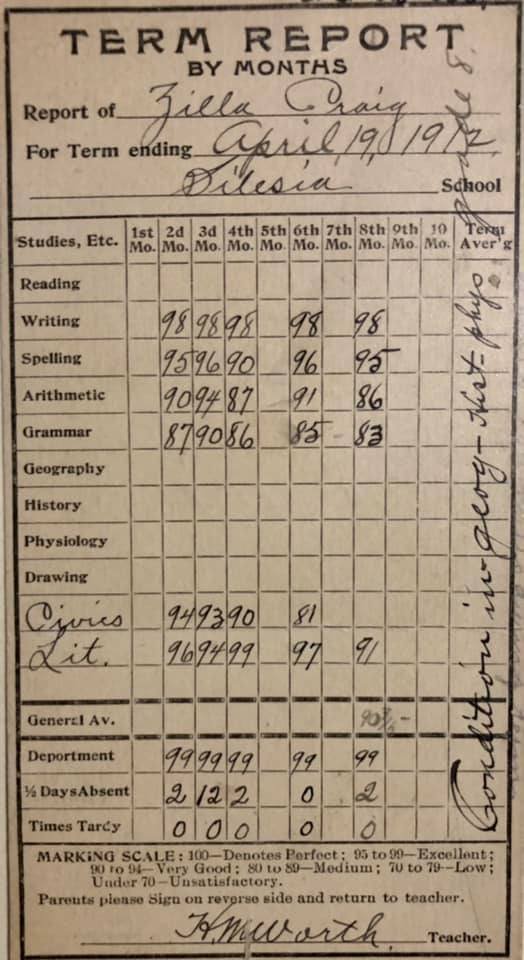 TERM REPORT
BY MONTHS
Report of Zilla Craig
For Term ending April, 19, 1912
Silesia School
Studies, Etc. 1st Mo. 2d Mo. 3d Mo. 4th Mo. 5th Mo. 6th Mo. 7th Mo. 8th Mo. 9th Mo. 10 Mo. Term Aver'g
Reading
Writing 98 98 98 98 98
Spelling 95 96 90 96 95
Arithmetic 90 94 87 91 86
Grammar 87 90 86 85 83
Geography
History
Physiology
Drawing
Civics 94 93 90 81
Lit. 96 94 99 97 91
General Av.
Deportment 99 99 99 99 99
½ Days Absent 2 12 2 0 2
Times Tardy 0 0 0 0 0
Condition in geog - Hist - phys. grade 8.
MARKING SCALE: 100—Denotes Perfect; 95 to 99—Excellent;
90 to 94—Very Good; 80 to 89—Medium; 70 to 79—Low;
Under 70—Unsatisfactory.
Parents please Sign on reverse side and return to teacher.
H.M. Worth. Teacher.